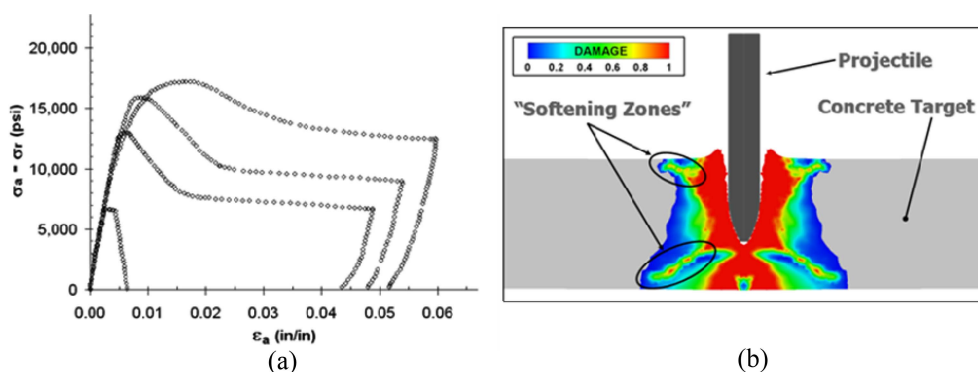 20,000
15,000
10,000
5,000
0
0.00 0.01 0.02 0.03 0.04 0.05 0.06
σa - σr (psi)
εa (in/in)
(a)
DAMAGE
0 0.2 0.4 0.6 0.8 1
Projectile
"Softening Zones"
Concrete Target
(b)